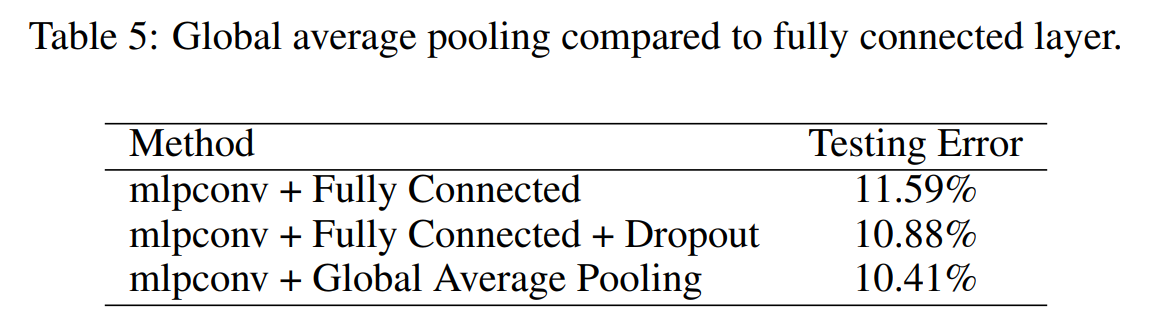 Table 5: Global average pooling compared to fully connected layer.
Method Testing Error
mlpconv + Fully Connected 11.59%
mlpconv + Fully Connected + Dropout 10.88%
mlpconv + Global Average Pooling 10.41%